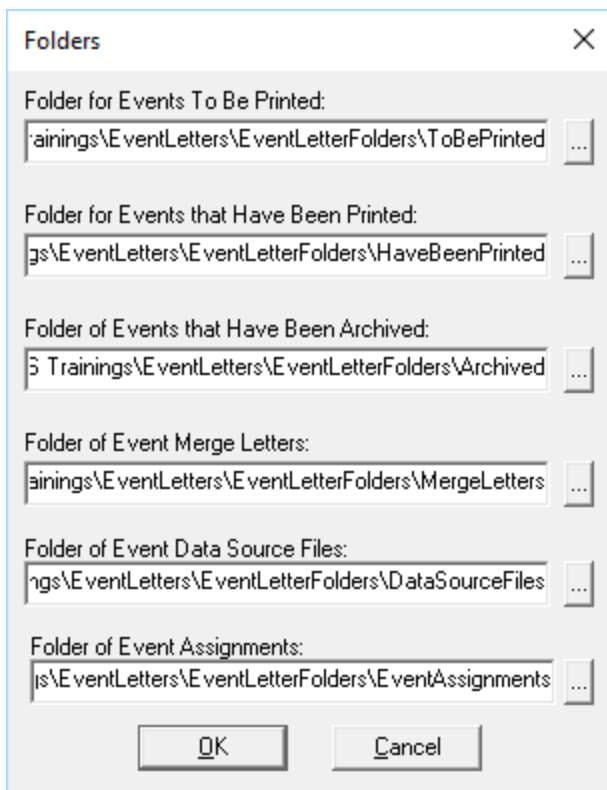 Folders
Folder for Events To Be Printed:
rainings\EventLetters\EventLetterFolders\ToBePrinted
...
Folder for Events that Have Been Printed:
gs\EventLetters\EventLetterFolders\HaveBeenPrinted
...
Folder of Events that Have Been Archived:
S Trainings\EventLetters\EventLetterFolders\Archived
...
Folder of Event Merge Letters:
ainings\EventLetters\EventLetterFolders\MergeLetters
...
Folder of Event Data Source Files:
ngs\EventLetters\EventLetterFolders\DataSourceFiles
...
Folder of Event Assignments:
gs\EventLetters\EventLetterFolders\EventAssignments
...
OK Cancel